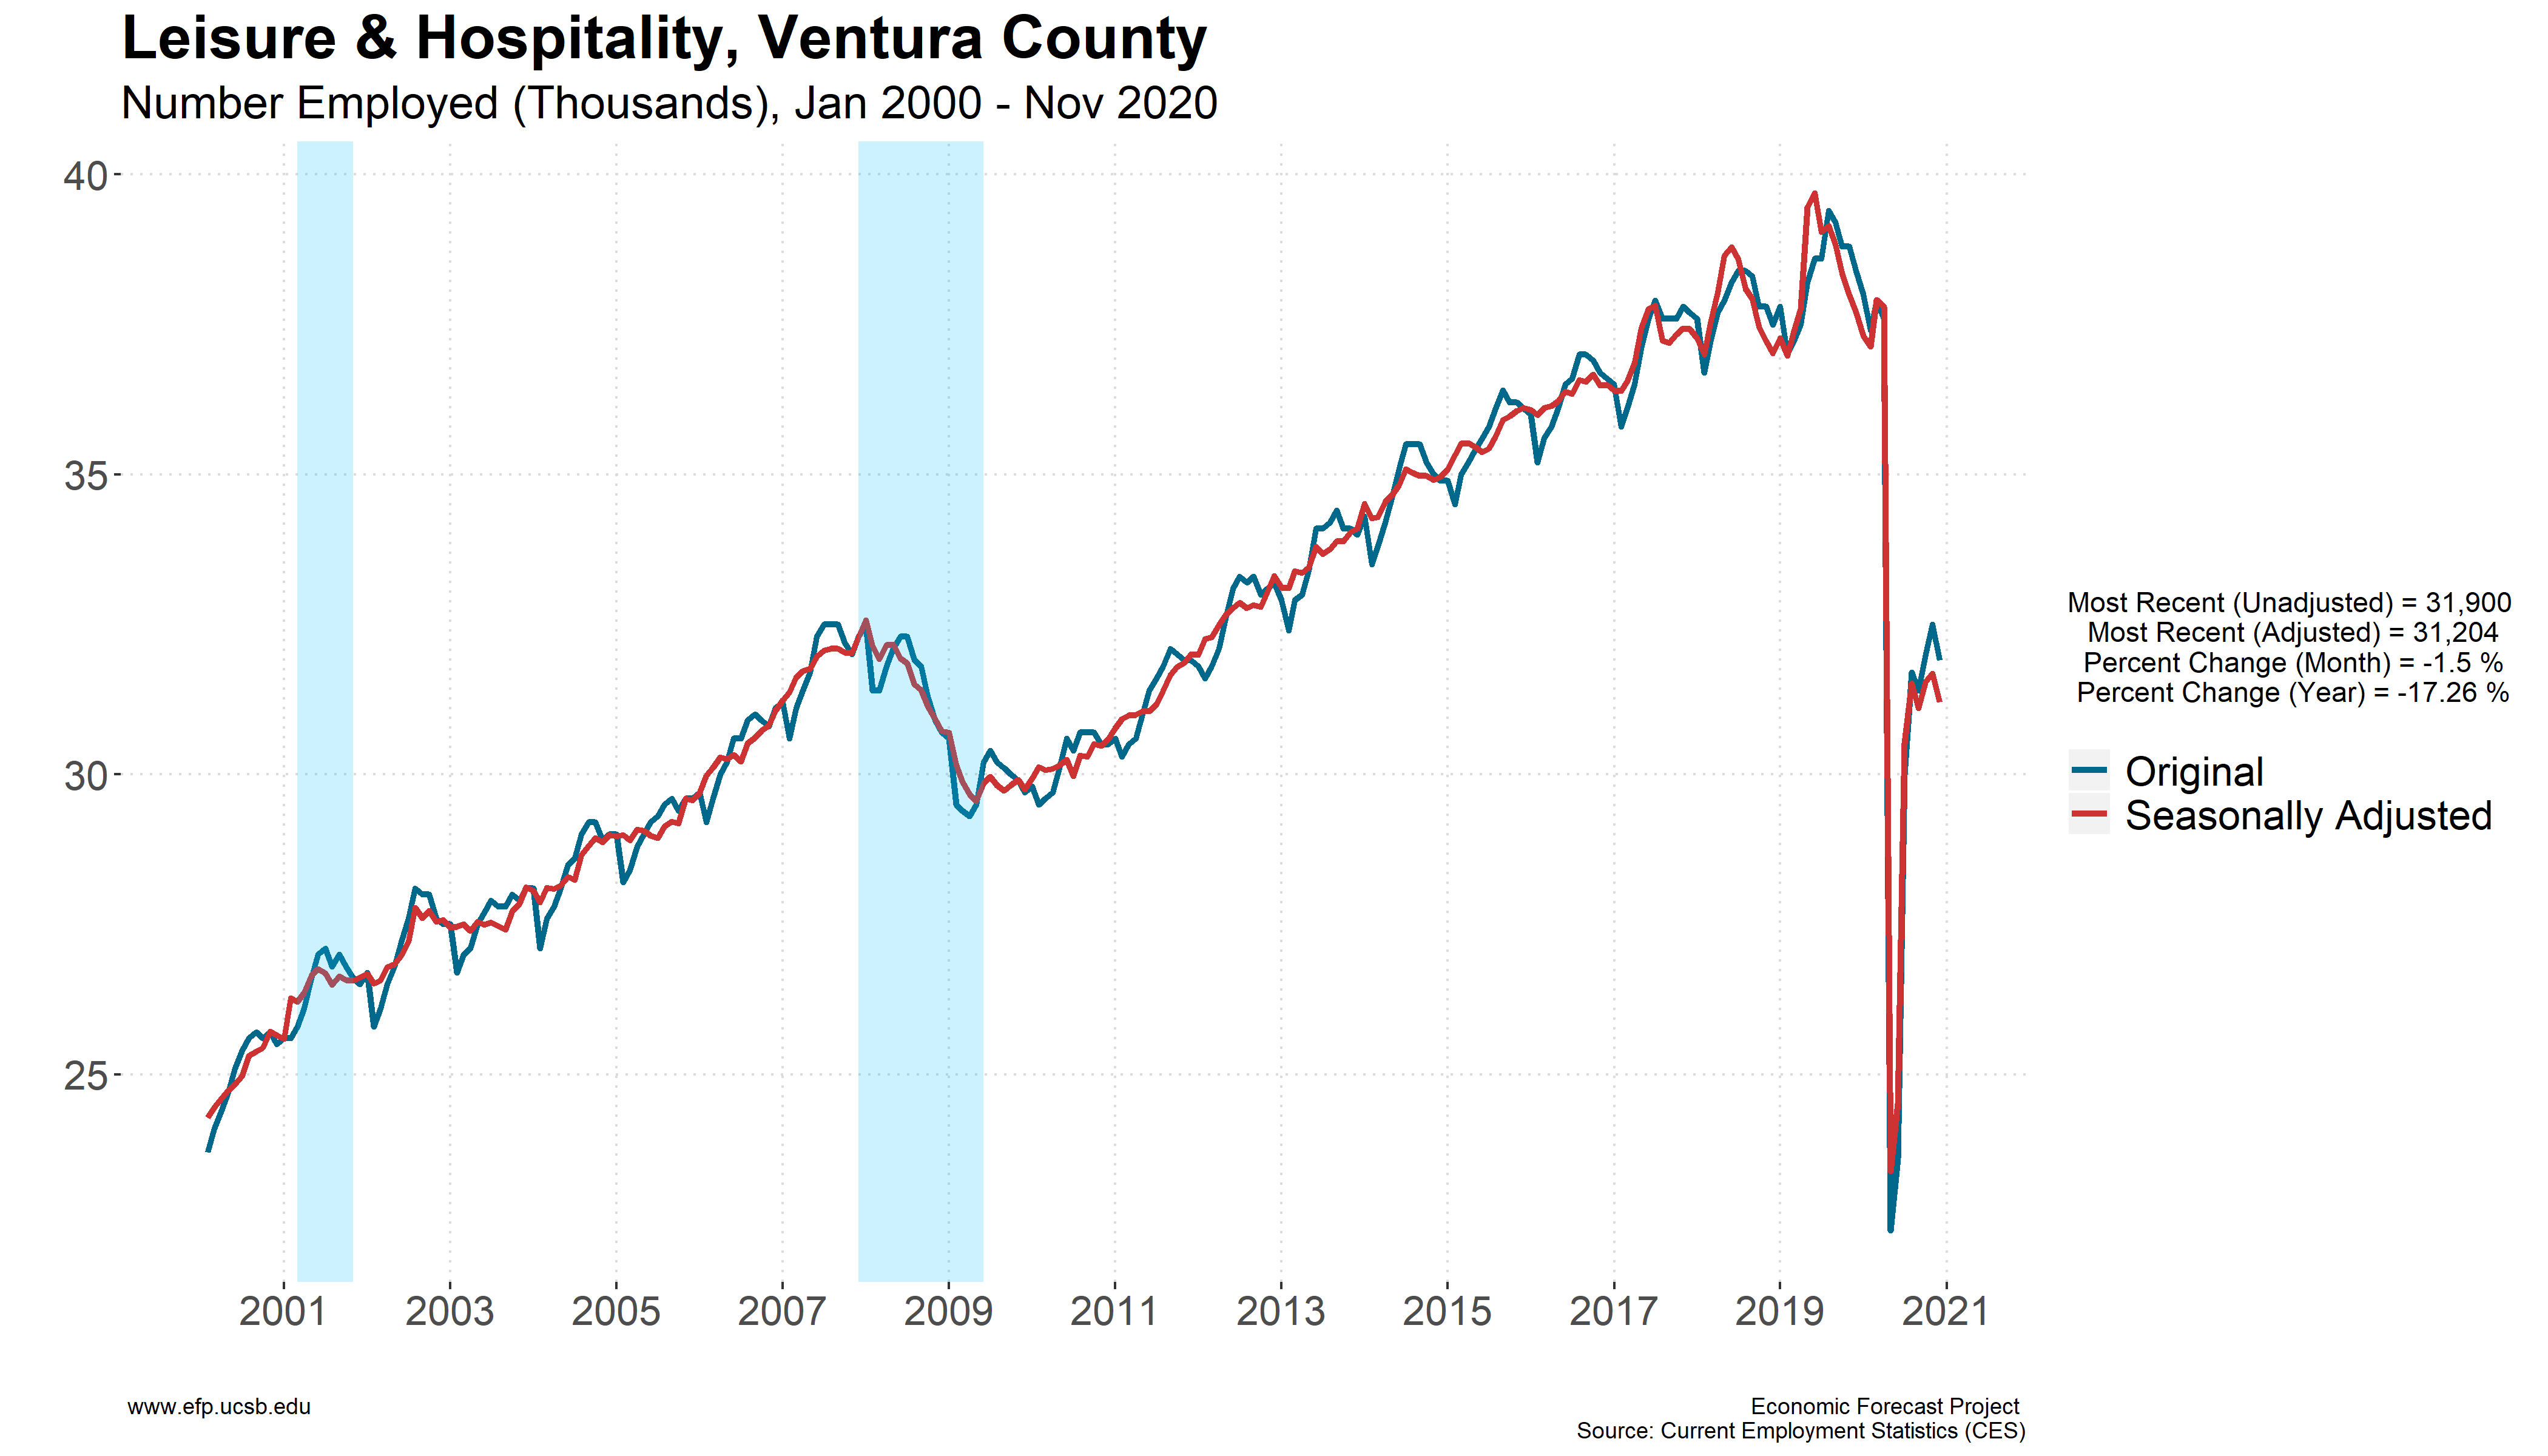 Leisure & Hospitality, Ventura County
Number Employed (Thousands), Jan 2000 - Nov 2020
40
35
30
25
2001 2003 2005 2007 2009 2011 2013 2015 2017 2019 2021
Most Recent (Unadjusted) = 31,900
Most Recent (Adjusted) = 31,204
Percent Change (Month) = -1.5 %
Percent Change (Year) = -17.26 %
Original
Seasonally Adjusted
www.efp.ucsb.edu
Economic Forecast Project
Source: Current Employment Statistics (CES)